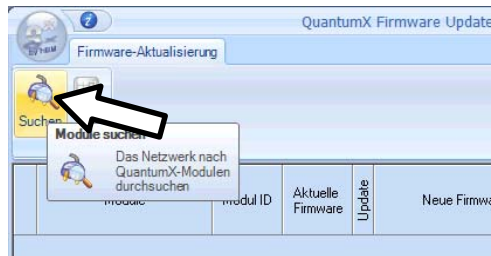 QuantumX Firmware Update
Firmware-Aktualisierung
Suchen
Module suchen
Das Netzwerk nach
QuantumX-Modulen
durchsuchen
Module
Modul ID
Aktuelle
Firmware
Update
Neue Firmwa